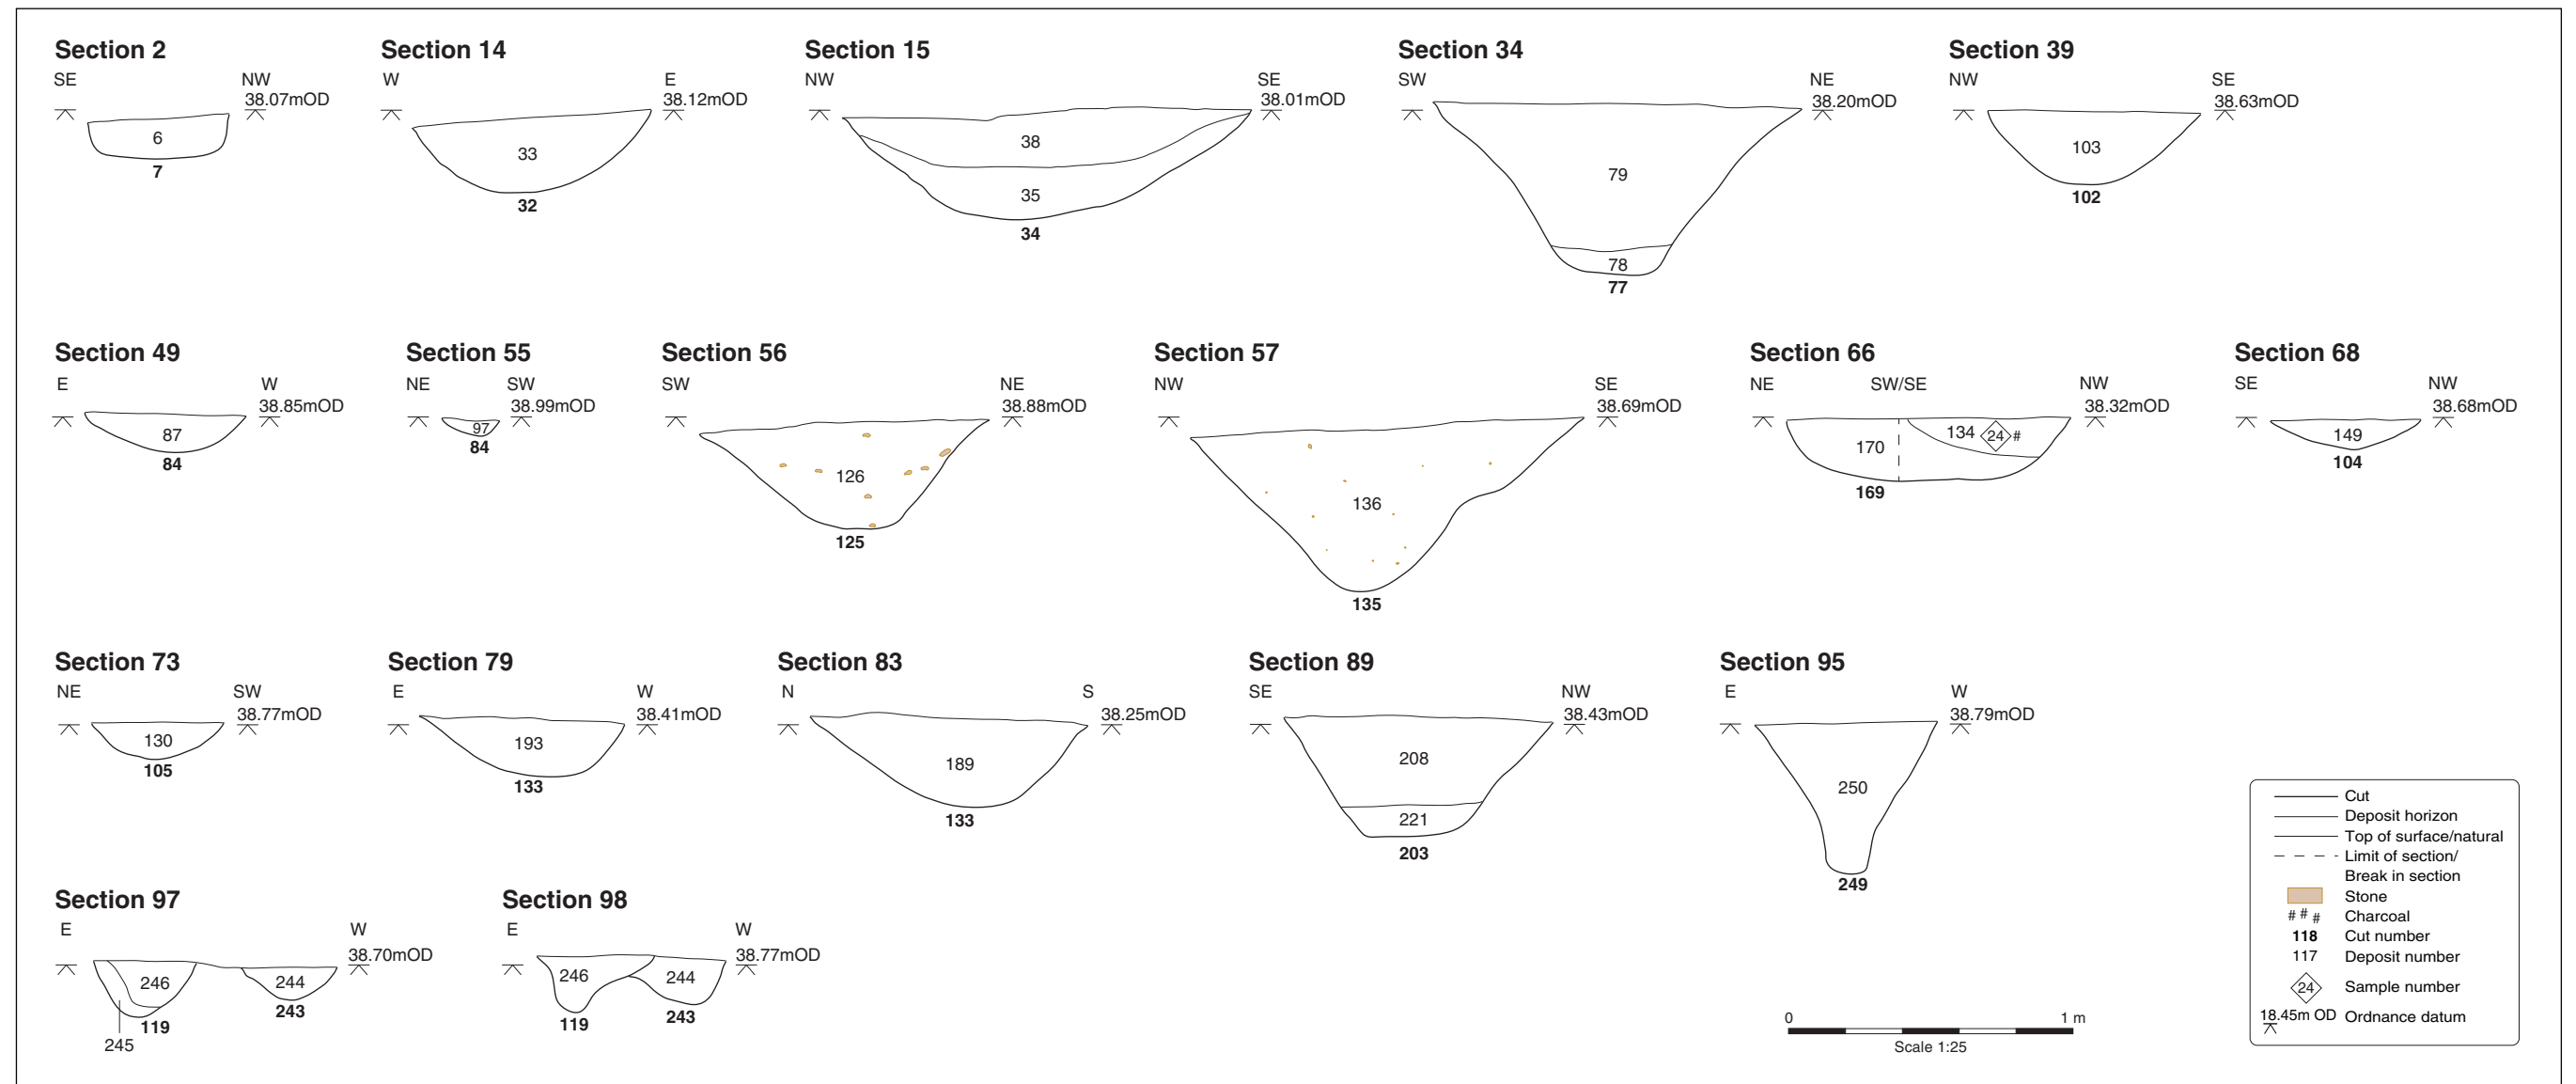 Section 2
SE NW
38.07mOD
6
7
Section 14
W E
38.12mOD
33
32
Section 15
NW SE
38.01mOD
38
35
34
Section 34
SW NE
38.20mOD
79
78
77
Section 39
NW SE
38.63mOD
103
102
Section 49
E W
38.85mOD
87
84
Section 55
NE SW
38.99mOD
97
84
Section 56
SW NE
38.88mOD
126
125
Section 57
NW SE
38.69mOD
136
135
Section 66
NE SW/SE NW
38.32mOD
170 134 24 #
169
Section 68
SE NW
38.68mOD
149
104
Section 73
NE SW
38.77mOD
130
105
Section 79
E W
38.41mOD
193
133
Section 83
N S
38.25mOD
189
133
Section 89
SE NW
38.43mOD
208
221
203
Section 95
E W
38.79mOD
250
249
Section 97
E W
38.70mOD
246 244
119 243
245
Section 98
E W
38.77mOD
246 244
119 243
0 1 m
Scale 1:25
Cut
Deposit horizon
Top of surface/natural
Limit of section/
Break in section
Stone
# # # Charcoal
118 Cut number
117 Deposit number
24 Sample number
18.45m OD Ordnance datum